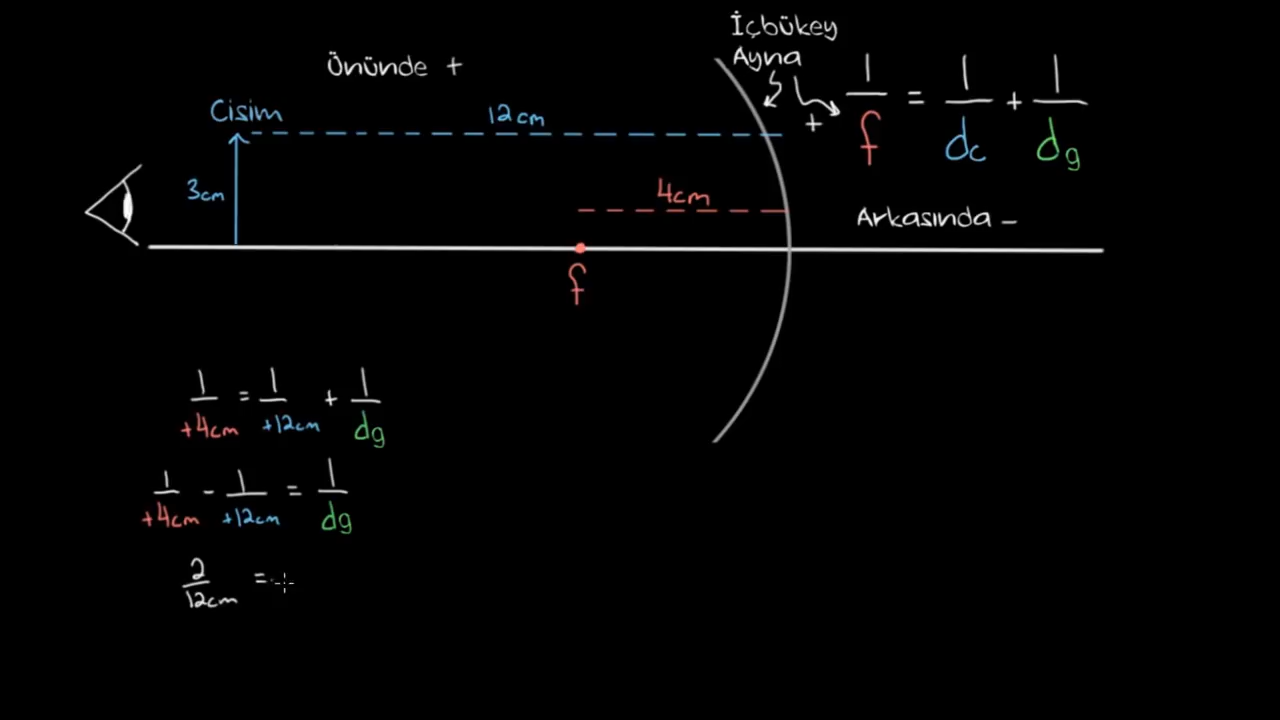 İçbükey
Ayna
Önünde +
Cisim
12cm
+
1/f = 1/dc + 1/dg
3cm
4cm
Arkasında -
f
1/+4cm = 1/+12cm + 1/dg
1/+4cm - 1/+12cm = 1/dg
2/12cm =